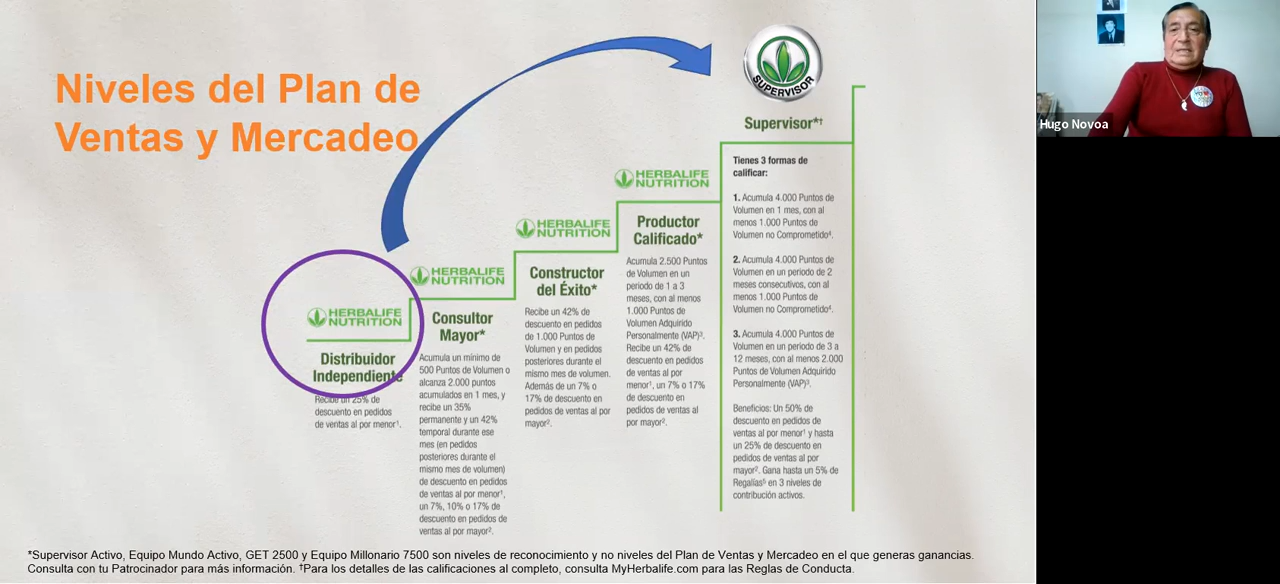 Niveles del Plan de
Ventas y Mercadeo
SUPERVISOR
Supervisor*†
Tienes 3 formas de
calificar:
1. Acumula 4.000 Puntos de
Volumen en 1 mes, con al
menos 1.000 Puntos de
Volumen no Comprometido⁴.
2. Acumula 4.000 Puntos de
Volumen en un periodo de 2
meses consecutivos, con al
menos 1.000 Puntos de
Volumen no Comprometido⁴.
3. Acumula 4.000 Puntos de
Volumen en un periodo de 3 a
12 meses, con al menos 2.000
Puntos de Volumen Adquirido
Personalmente (VAP)³.
Beneficios: Un 50% de
descuento en pedidos de
ventas al por menor¹ y hasta
un 25% de descuento en
pedidos de ventas al por
mayor². Gana hasta un 5% de
Regalías⁵ en 3 niveles de
contribución activos.
HERBALIFE
NUTRITION
Productor
Calificado*
Acumula 2.500 Puntos
de Volumen en un
periodo de 1 a 3
meses, con al menos
1.000 Puntos de
Volumen Adquirido
Personalmente (VAP)³.
Recibe un 42% de
descuento en pedidos
de ventas al por
menor¹, un 7% o 17%
de descuento en
pedidos de ventas al
por mayor².
HERBALIFE
NUTRITION
Constructor
del Éxito*
Recibe un 42% de
descuento en pedidos
de 1.000 Puntos de
Volumen y en pedidos
posteriores durante el
mismo mes de volumen.
Además de un 7% o
17% de descuento en
pedidos de ventas al por
mayor².
HERBALIFE
NUTRITION
Consultor
Mayor*
Acumula un mínimo de
500 Puntos de Volumen o
alcanza 2.000 puntos
acumulados en 1 mes, y
recibe un 35%
permanente y un 42%
temporal durante ese
mes (en pedidos
posteriores durante el
mismo mes de volumen)
de descuento en pedidos
de ventas al por menor¹,
un 7%, 10% o 17% de
descuento en pedidos de
ventas al por mayor².
HERBALIFE
NUTRITION
Distribuidor
Independiente
Recibe un 25% de
descuento en pedidos
de ventas al por menor¹.
*Supervisor Activo, Equipo Mundo Activo, GET 2500 y Equipo Millonario 7500 son niveles de reconocimiento y no niveles del Plan de Ventas y Mercadeo en el que generas ganancias.
Consulta con tu Patrocinador para más información. †Para los detalles de las calificaciones al completo, consulta MyHerbalife.com para las Reglas de Conducta.
Hugo Novoa